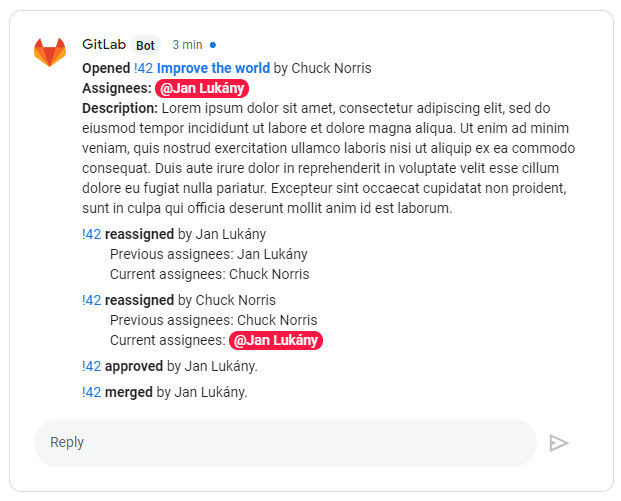 GitLab Bot 3 min
Opened !42 Improve the world by Chuck Norris
Assignees: @Jan Lukány
Description: Lorem ipsum dolor sit amet, consectetur adipiscing elit, sed do
eiusmod tempor incididunt ut labore et dolore magna aliqua. Ut enim ad minim
veniam, quis nostrud exercitation ullamco laboris nisi ut aliquip ex ea commodo
consequat. Duis aute irure dolor in reprehenderit in voluptate velit esse cillum
dolore eu fugiat nulla pariatur. Excepteur sint occaecat cupidatat non proident,
sunt in culpa qui officia deserunt mollit anim id est laborum.
!42 reassigned by Jan Lukány
Previous assignees: Jan Lukány
Current assignees: Chuck Norris
!42 reassigned by Chuck Norris
Previous assignees: Chuck Norris
Current assignees: @Jan Lukány
!42 approved by Jan Lukány.
!42 merged by Jan Lukány.
Reply